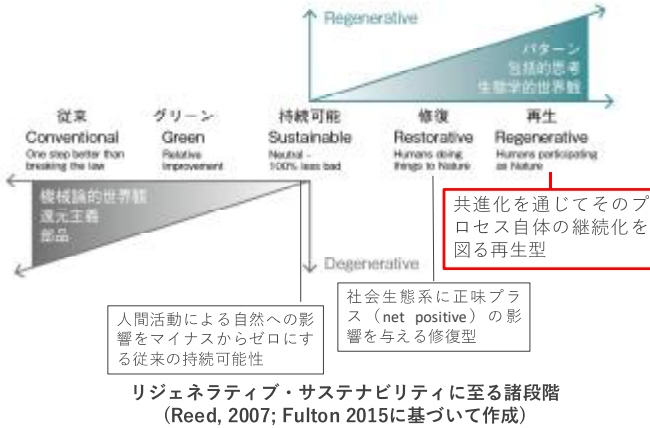 Regenerative
パターン
包括的思考
生態学的世界観
従来
Conventional
One step better than
breaking the law
グリーン
Green
Relative
improvement
持続可能
Sustainable
Neutral -
100% less bad
修復
Restorative
Humans doing
things to Nature
再生
Regenerative
Humans participating
as Nature
機械論的世界観
還元主義
部品
Degenerative
共進化を通じてそのプ
ロセス自体の継続化を
図る再生型
社会生態系に正味プラ
ス（net positive）の影
響を与える修復型
人間活動による自然への影
響をマイナスからゼロにす
る従来の持続可能性
リジェネラティブ・サステナビリティに至る諸段階
(Reed, 2007; Fulton 2015に基づいて作成)